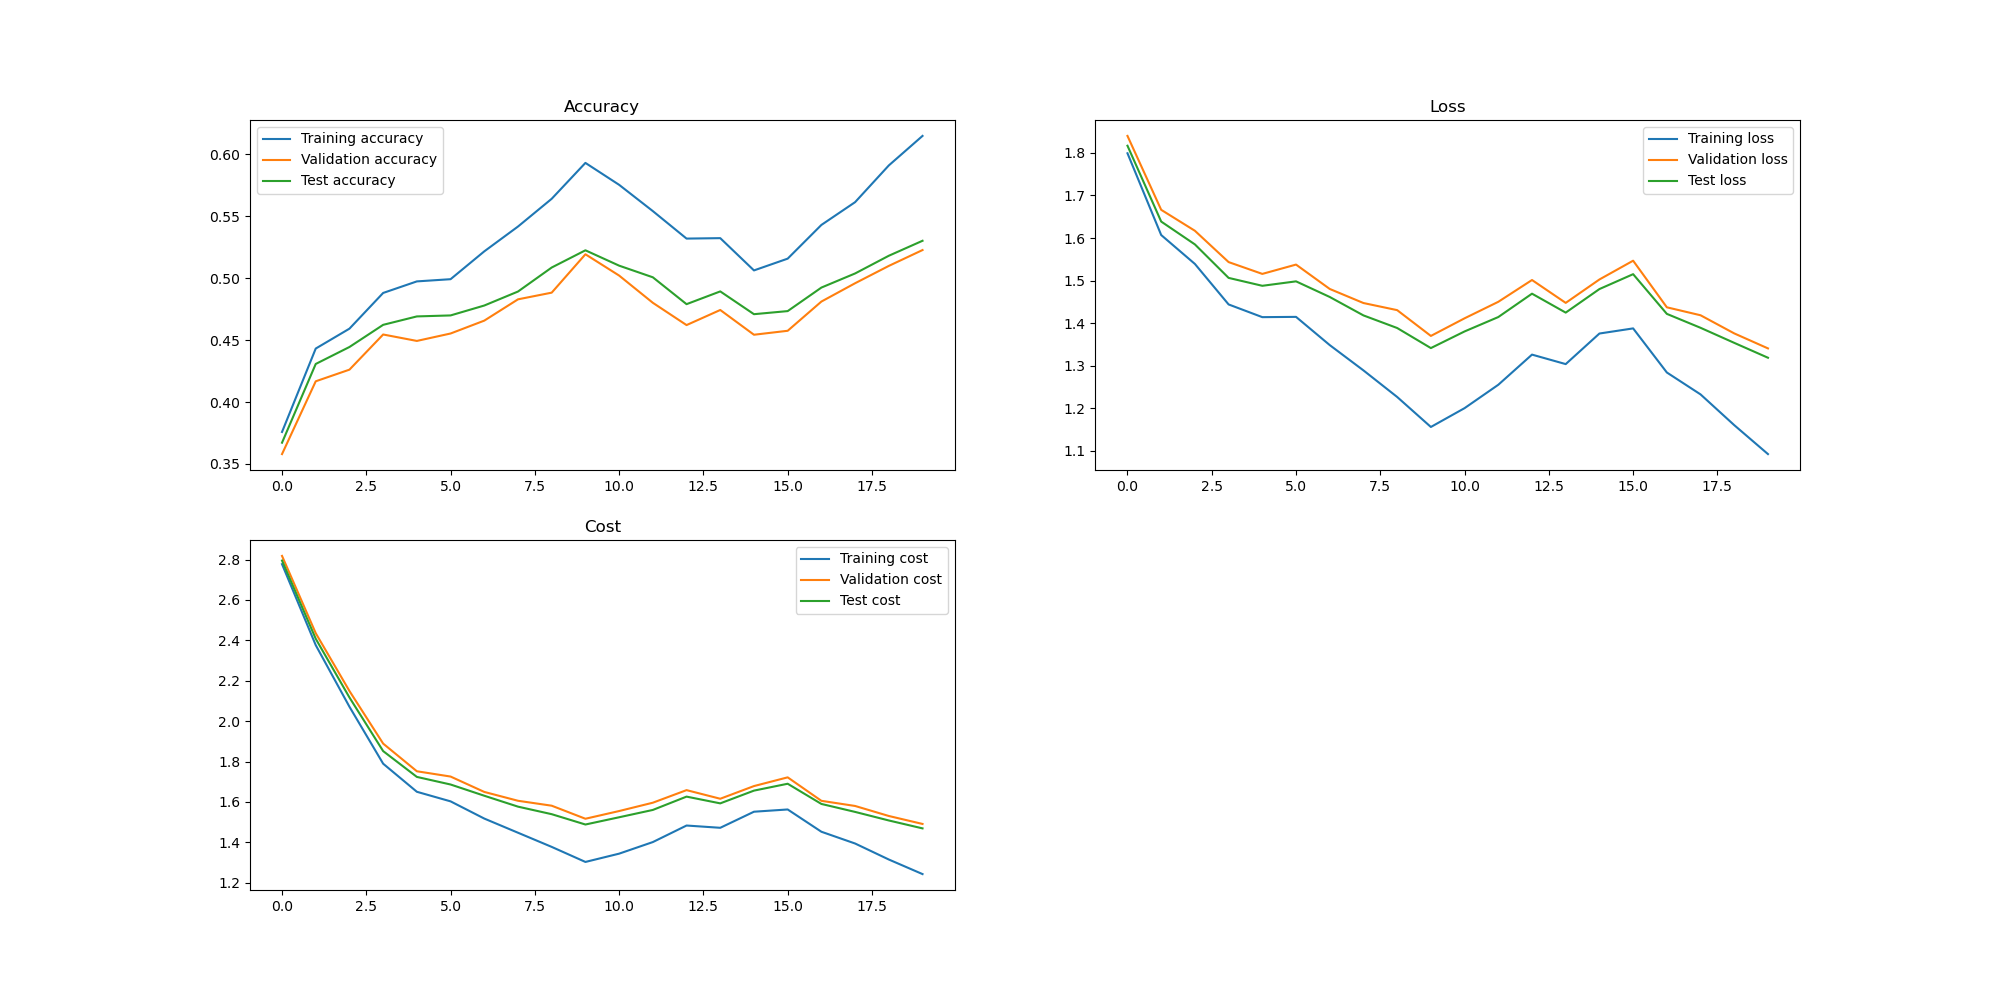 Accuracy
Training accuracy
Validation accuracy
Test accuracy
0.60
0.55
0.50
0.45
0.40
0.35
0.0 2.5 5.0 7.5 10.0 12.5 15.0 17.5
Loss
Training loss
Validation loss
Test loss
1.8
1.7
1.6
1.5
1.4
1.3
1.2
1.1
0.0 2.5 5.0 7.5 10.0 12.5 15.0 17.5
Cost
Training cost
Validation cost
Test cost
2.8
2.6
2.4
2.2
2.0
1.8
1.6
1.4
1.2
0.0 2.5 5.0 7.5 10.0 12.5 15.0 17.5